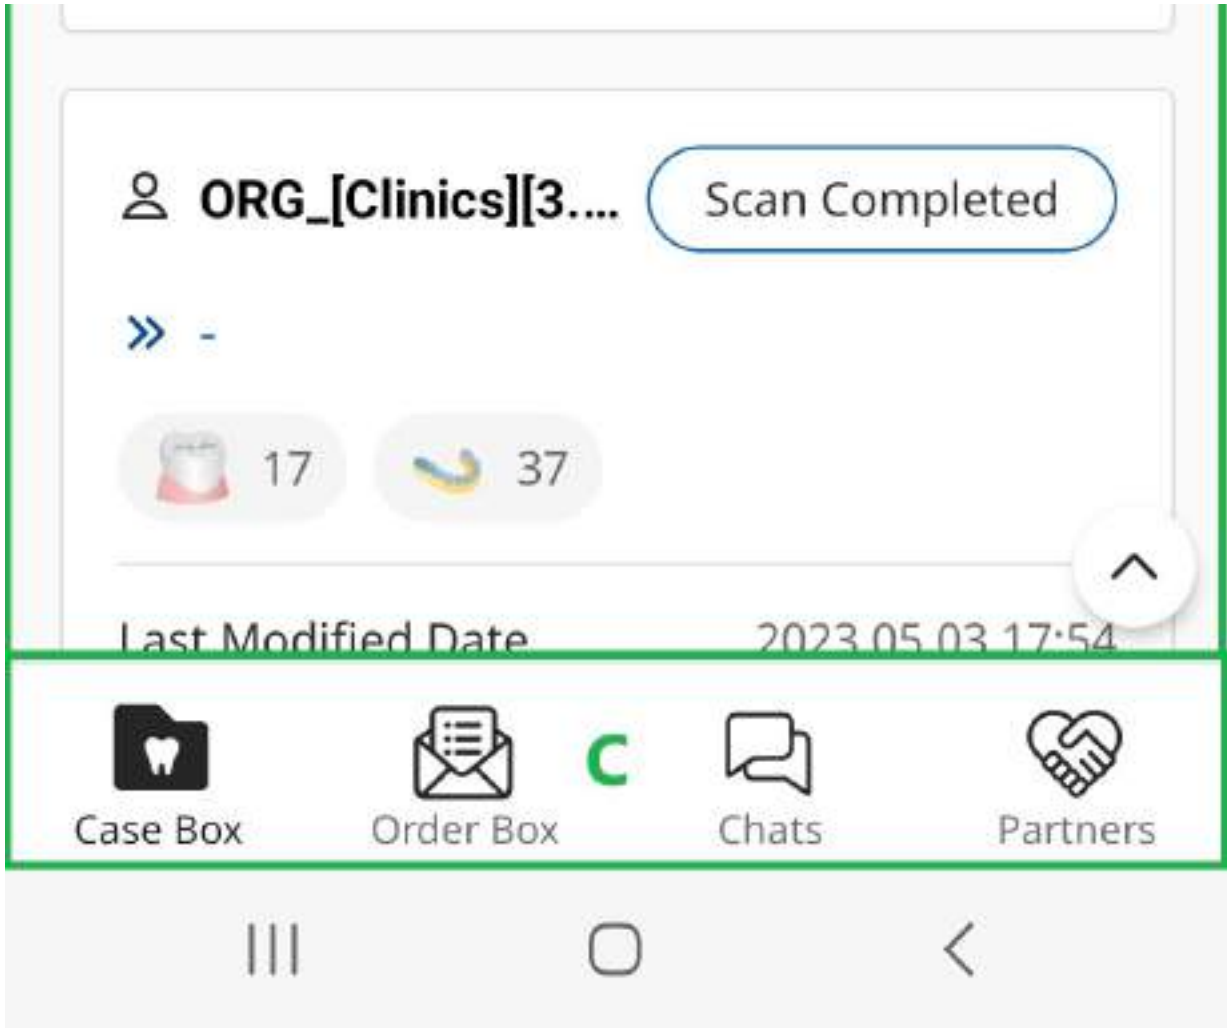 ORG_[Clinics][3.... Scan Completed
-
17 37
Last Modified Date 2023.05.03 17:54
C
Case Box Order Box Chats Partners